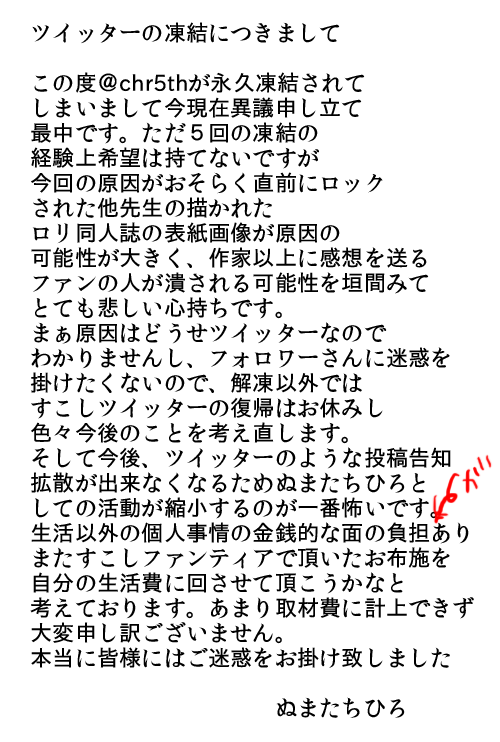 ツイッターの凍結につきまして
この度@chr5thが永久凍結されて
しまいまして今現在異議申し立て
最中です。ただ５回の凍結の
経験上希望は持てないですが
今回の原因がおそらく直前にロック
された他先生の描かれた
ロリ同人誌の表紙画像が原因の
可能性が大きく、作家以上に感想を送る
ファンの人が潰される可能性を垣間みて
とても悲しい心持ちです。
まぁ原因はどうせツイッターなので
わかりませんし、フォロワーさんに迷惑を
掛けたくないので、解凍以外では
すこしツイッターの復帰はお休みし
色々今後のことを考え直します。
そして今後、ツイッターのような投稿告知
拡散が出来なくなるためぬまたちひろと
しての活動が縮小するのが一番怖いです。
生活以外の個人事情の金銭的な面の負担あり
またすこしファンティアで頂いたお布施を
自分の生活費に回させて頂こうかなと
考えております。あまり取材費に計上できず
大変申し訳ございません。
本当に皆様にはご迷惑をお掛け致しました
ぬまたちひろ